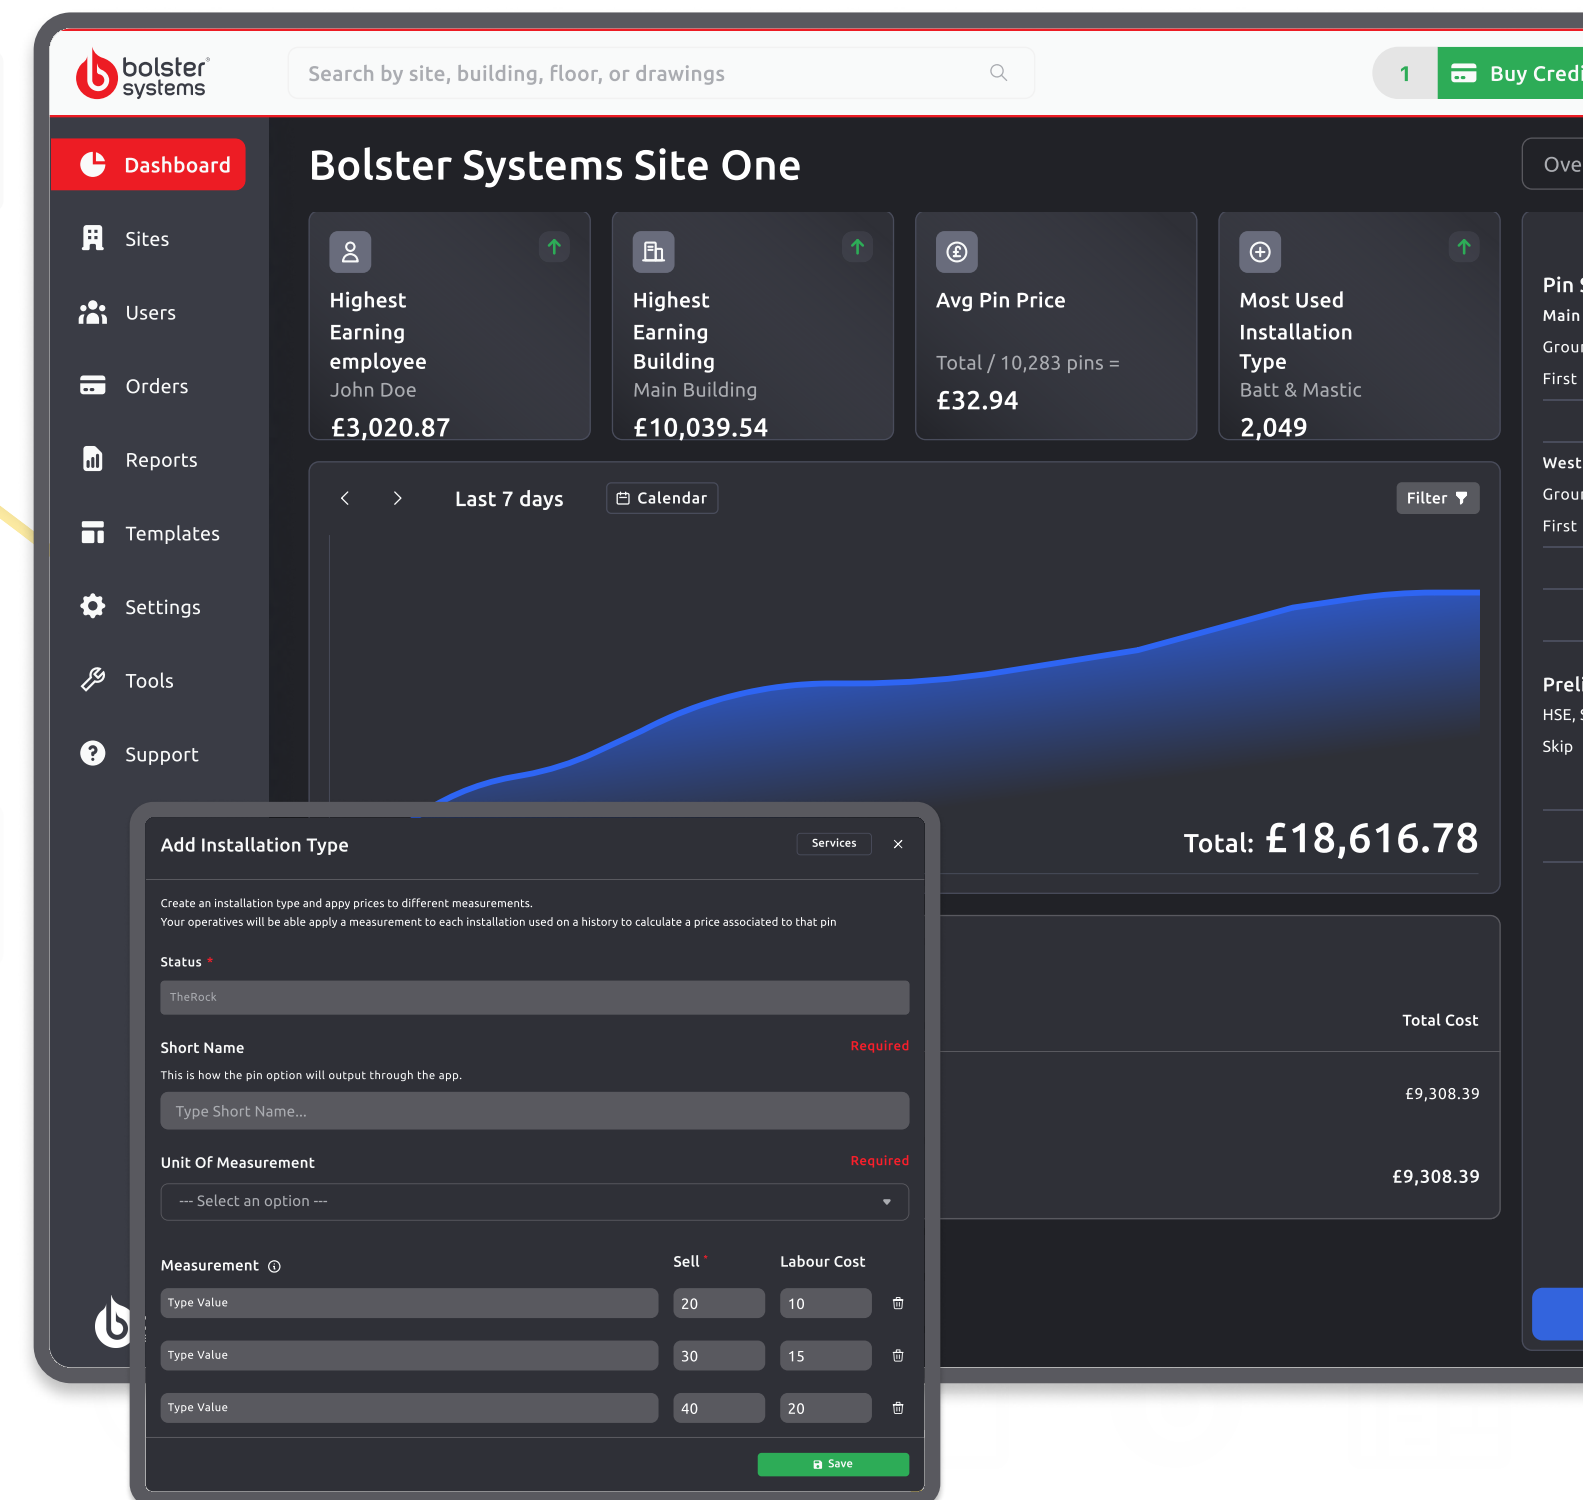 bolster
systems
Search by site, building, floor, or drawings
1
Buy Credi
Dashboard
Sites
Users
Orders
Reports
Templates
Settings
Tools
Support
Bolster Systems Site One
Ove
Highest
Earning
employee
John Doe
£3,020.87
Highest
Earning
Building
Main Building
£10,039.54
Avg Pin Price
Total / 10,283 pins =
£32.94
Most Used
Installation
Type
Batt & Mastic
2,049
Last 7 days
Calendar
Filter
Total: £18,616.78
Total Cost
£9,308.39
£9,308.39
Pin S
Main
Groun
First
West
Groun
First
Preli
HSE, S
Skip
Add Installation Type
Services
Create an installation type and appy prices to different measurements.
Your operatives will be able apply a measurement to each installation used on a history to calculate a price associated to that pin
Status *
TheRock
Short Name
Required
This is how the pin option will output through the app.
Type Short Name...
Unit Of Measurement
Required
--- Select an option ---
Measurement
Sell *
Labour Cost
Type Value
20
10
Type Value
30
15
Type Value
40
20
Save